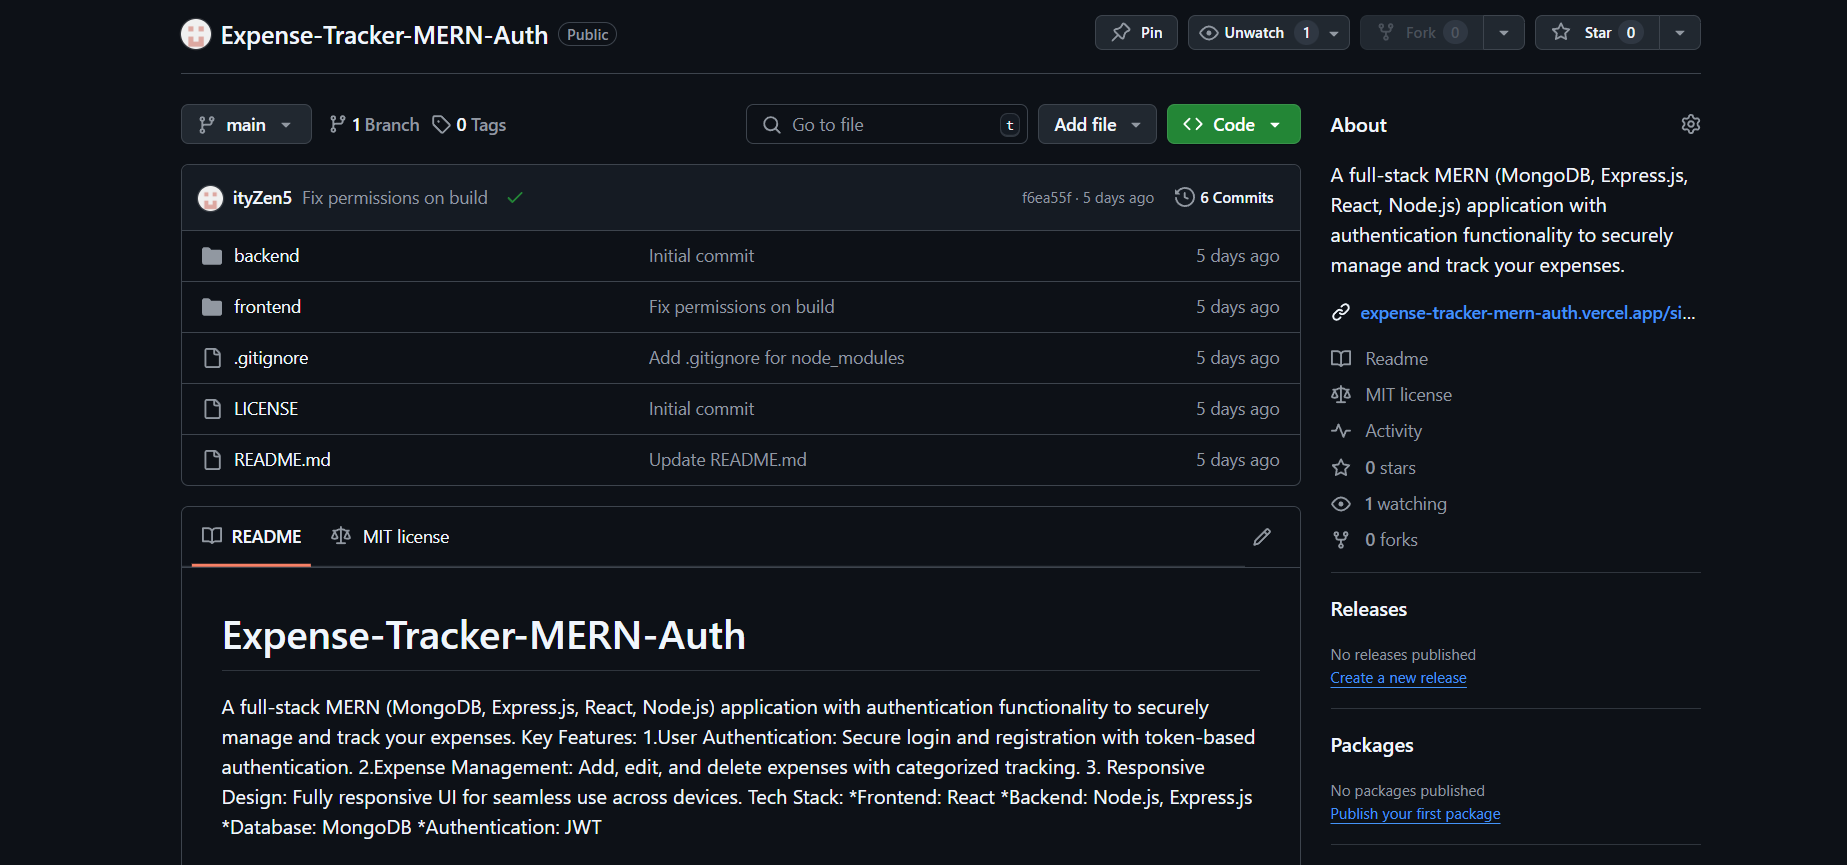 Expense-Tracker-MERN-Auth Public
Pin
Unwatch 1
Fork 0
Star 0
main
1 Branch
0 Tags
Go to file t
Add file
Code
ityZen5 Fix permissions on build
f6ea55f · 5 days ago
6 Commits
backend Initial commit 5 days ago
frontend Fix permissions on build 5 days ago
.gitignore Add .gitignore for node_modules 5 days ago
LICENSE Initial commit 5 days ago
README.md Update README.md 5 days ago
README
MIT license
Expense-Tracker-MERN-Auth
A full-stack MERN (MongoDB, Express.js, React, Node.js) application with authentication functionality to securely
manage and track your expenses. Key Features: 1.User Authentication: Secure login and registration with token-based
authentication. 2.Expense Management: Add, edit, and delete expenses with categorized tracking. 3. Responsive
Design: Fully responsive UI for seamless use across devices. Tech Stack: *Frontend: React *Backend: Node.js, Express.js
*Database: MongoDB *Authentication: JWT
About
A full-stack MERN (MongoDB, Express.js,
React, Node.js) application with
authentication functionality to securely
manage and track your expenses.
expense-tracker-mern-auth.vercel.app/si...
Readme
MIT license
Activity
0 stars
1 watching
0 forks
Releases
No releases published
Create a new release
Packages
No packages published
Publish your first package